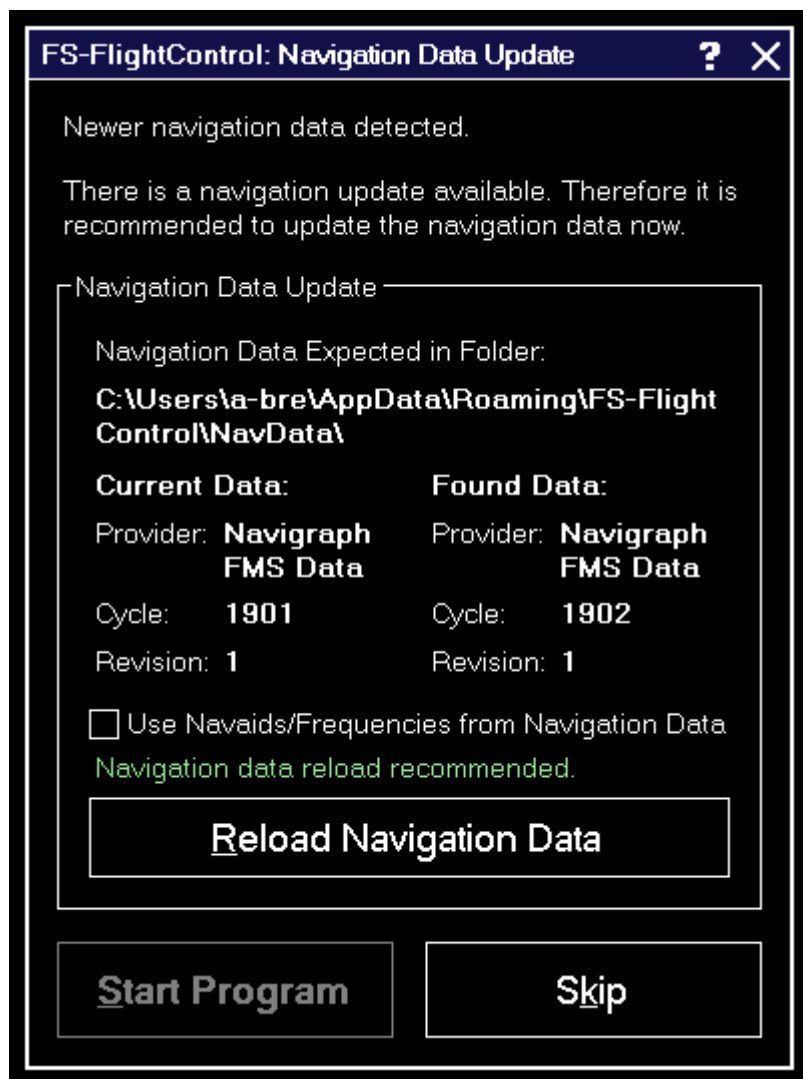 FS-FlightControl: Navigation Data Update ? X
Newer navigation data detected.
There is a navigation update available. Therefore it is
recommended to update the navigation data now.
Navigation Data Update
Navigation Data Expected in Folder:
C:\Users\a-bre\AppData\Roaming\FS-Flight
Control\NavData\
Current Data:
Provider: Navigraph
FMS Data
Cycle: 1901
Revision: 1
Found Data:
Provider: Navigraph
FMS Data
Cycle: 1902
Revision: 1
Use Navaids/Frequencies from Navigation Data
Navigation data reload recommended.
Reload Navigation Data
Start Program
Skip